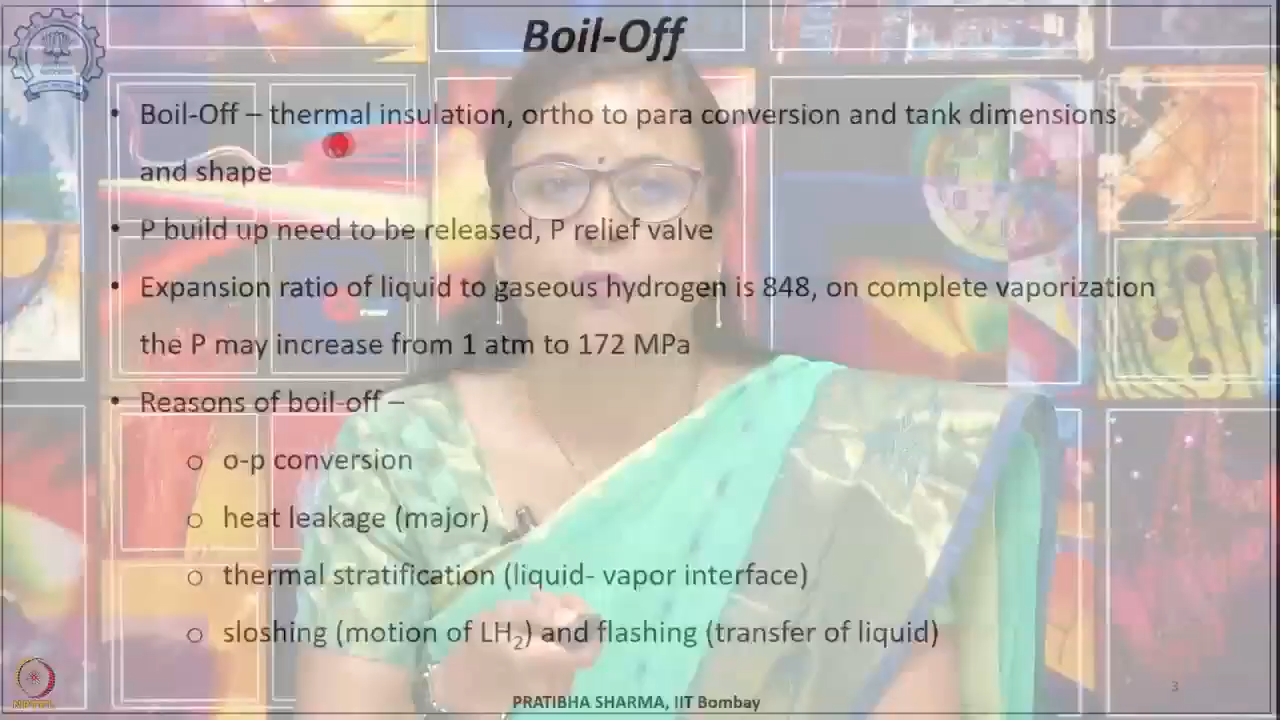 Boil-Off
• Boil-Off – thermal insulation, ortho to para conversion and tank dimensions
and shape
• P build up need to be released, P relief valve
• Expansion ratio of liquid to gaseous hydrogen is 848, on complete vaporization
the P may increase from 1 atm to 172 MPa
• Reasons of boil-off –
o o-p conversion
o heat leakage (major)
o thermal stratification (liquid- vapor interface)
o sloshing (motion of LH₂) and flashing (transfer of liquid)
3
NPTEL
PRATIBHA SHARMA, IIT Bombay